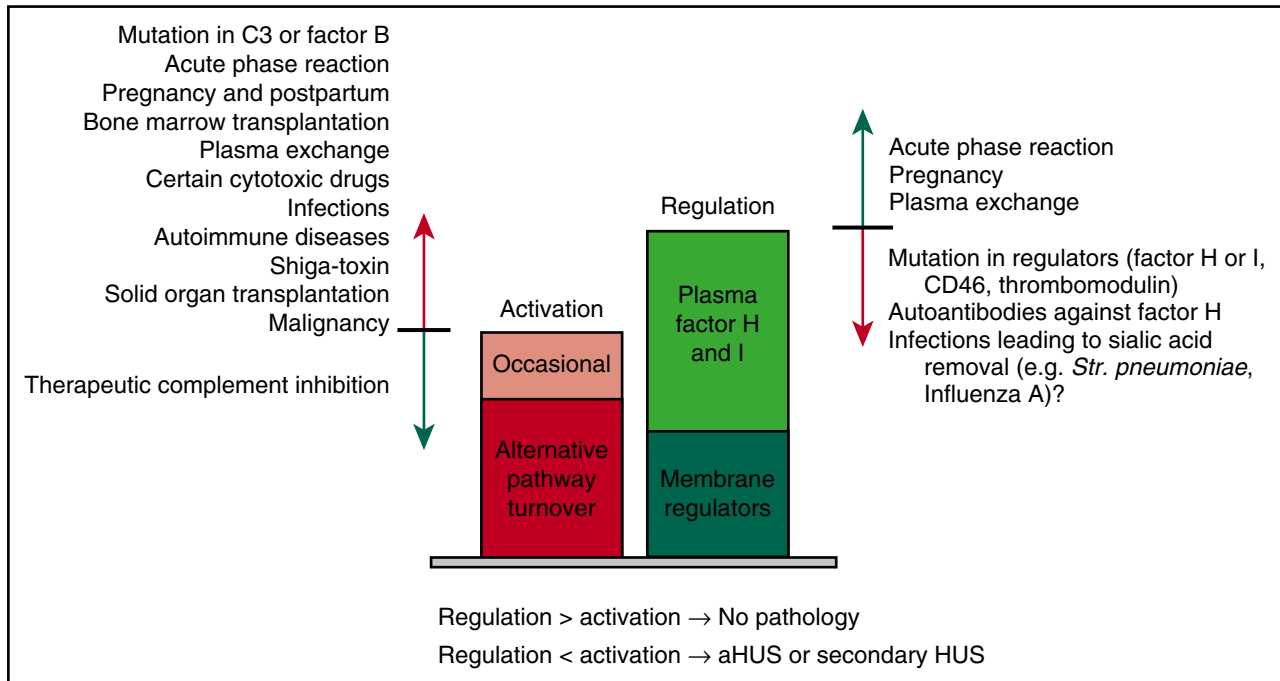 Mutation in C3 or factor B
Acute phase reaction
Pregnancy and postpartum
Bone marrow transplantation
Plasma exchange
Certain cytotoxic drugs
Infections
Autoimmune diseases
Shiga-toxin
Solid organ transplantation
Malignancy
Therapeutic complement inhibition
Activation
Occasional
Alternative
pathway
turnover
Regulation
Plasma
factor H
and I
Membrane
regulators
Acute phase reaction
Pregnancy
Plasma exchange
Mutation in regulators (factor H or I,
CD46, thrombomodulin)
Autoantibodies against factor H
Infections leading to sialic acid
removal (e.g. Str. pneumoniae,
Influenza A)?
Regulation > activation → No pathology
Regulation < activation → aHUS or secondary HUS